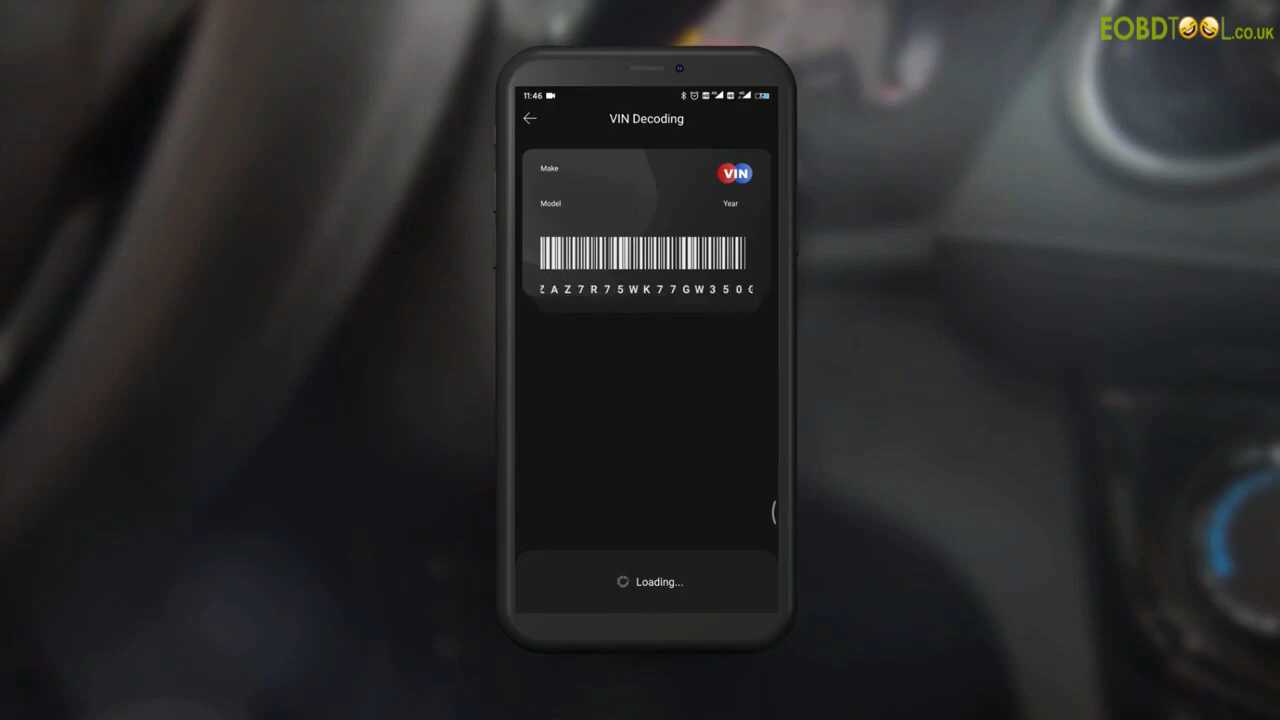 EOBDTOOL.CO.UK
11:46
VIN Decoding
Make
VIN
Model
Year
Z A Z 7 R 7 5 W K 7 7 G W 3 5 0 G
Loading...